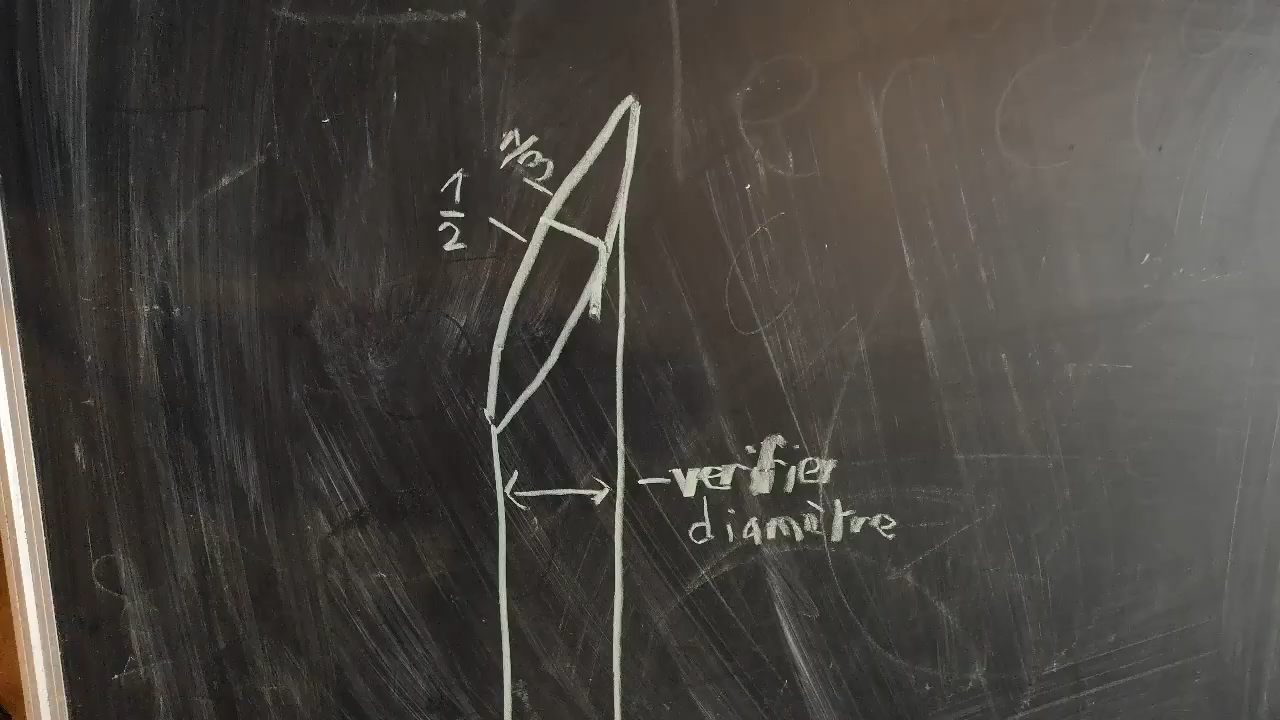 1/3
1/2
- verifier
diamètre